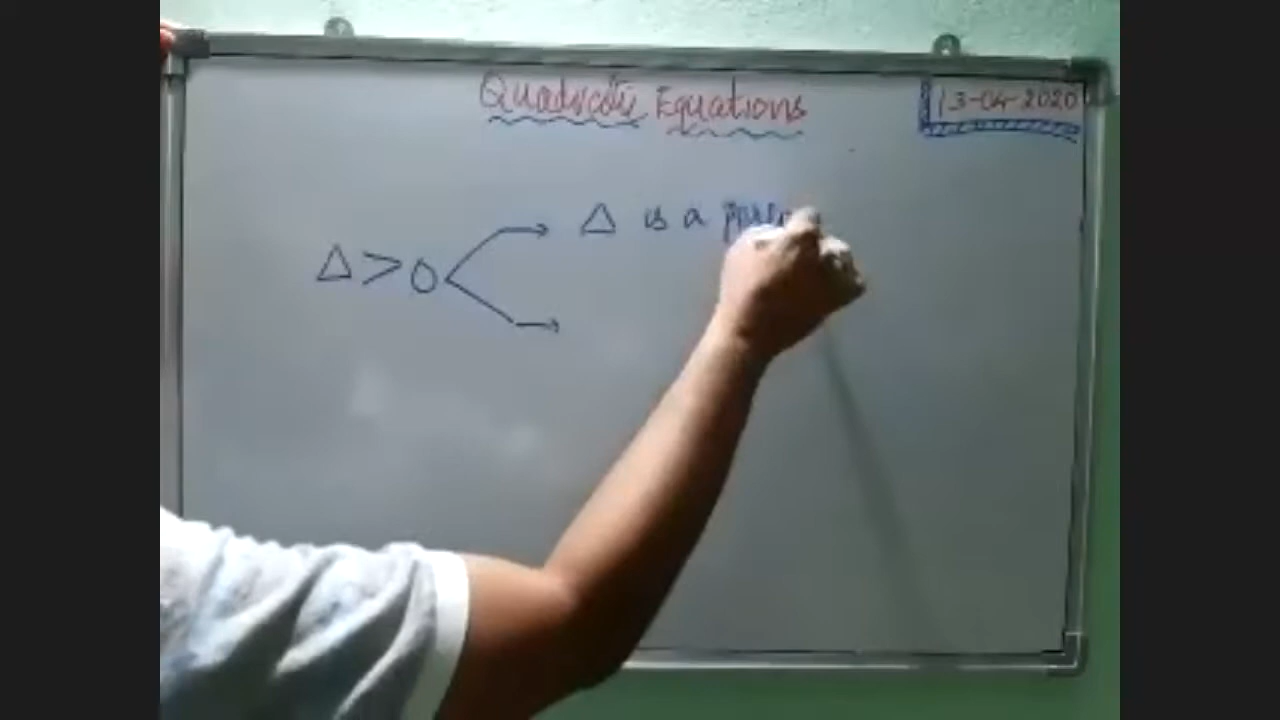 Quadratic Equations
13-04-2020
Δ is a
Δ > 0